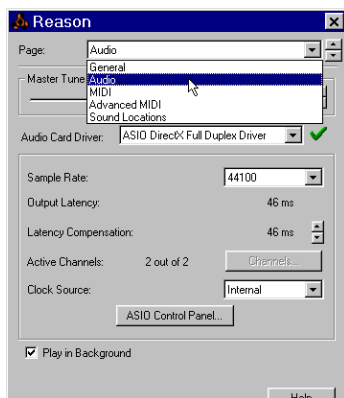 Reason
Page: Audio
General
Master Tune Audio
MIDI
Advanced MIDI
Sound Locations
Audio Card Driver: ASIO DirectX Full Duplex Driver
Sample Rate: 44100
Output Latency: 46 ms
Latency Compensation: 46 ms
Active Channels: 2 out of 2 Channels...
Clock Source: Internal
ASIO Control Panel...
Play in Background
Help